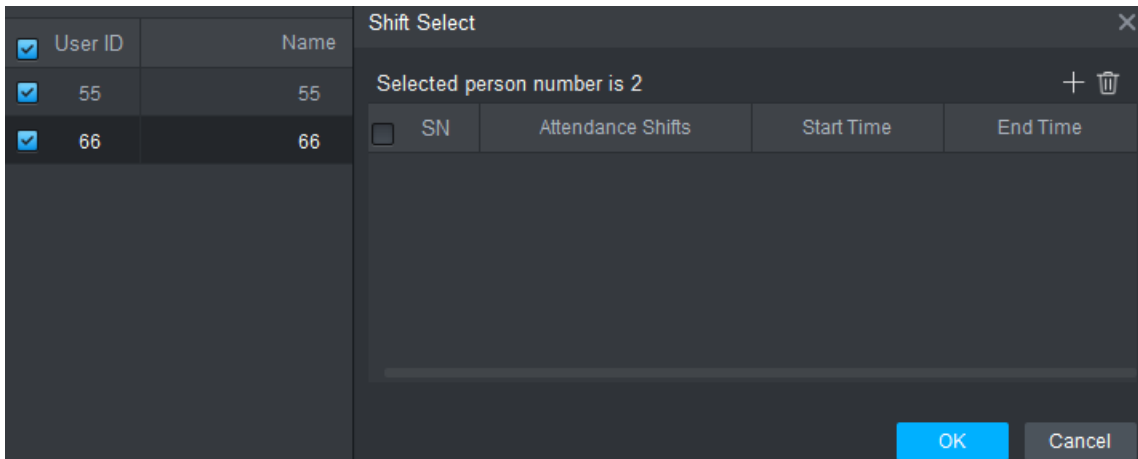 User ID Name
55 55
66 66
Shift Select
Selected person number is 2
SN Attendance Shifts Start Time End Time
OK Cancel